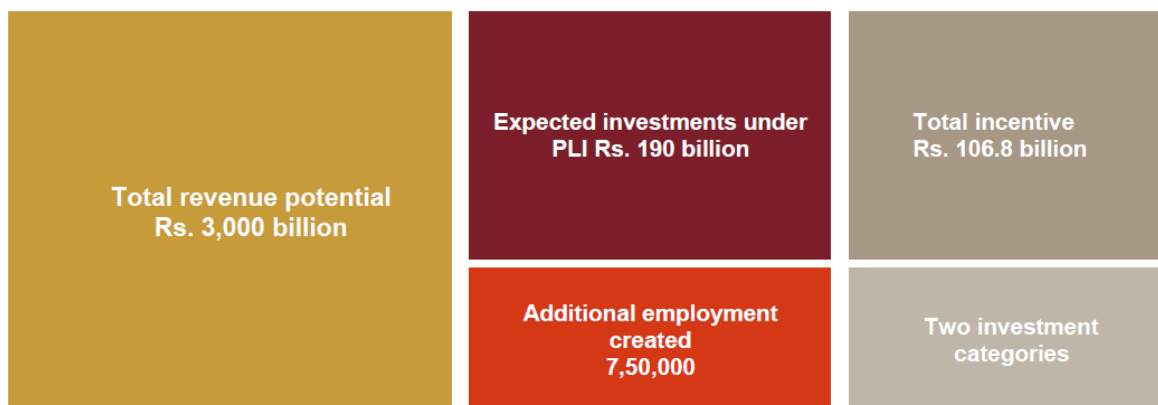 Total revenue potential
Rs. 3,000 billion
Expected investments under
PLI Rs. 190 billion
Total incentive
Rs. 106.8 billion
Additional employment
created
7,50,000
Two investment
categories